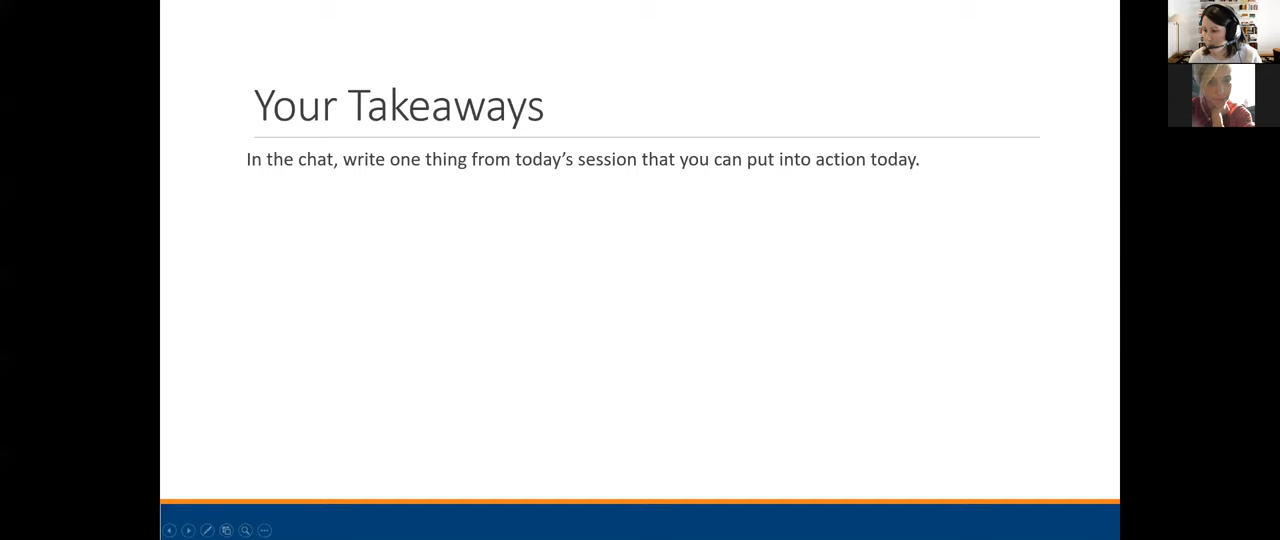 Your Takeaways
In the chat, write one thing from today’s session that you can put into action today.